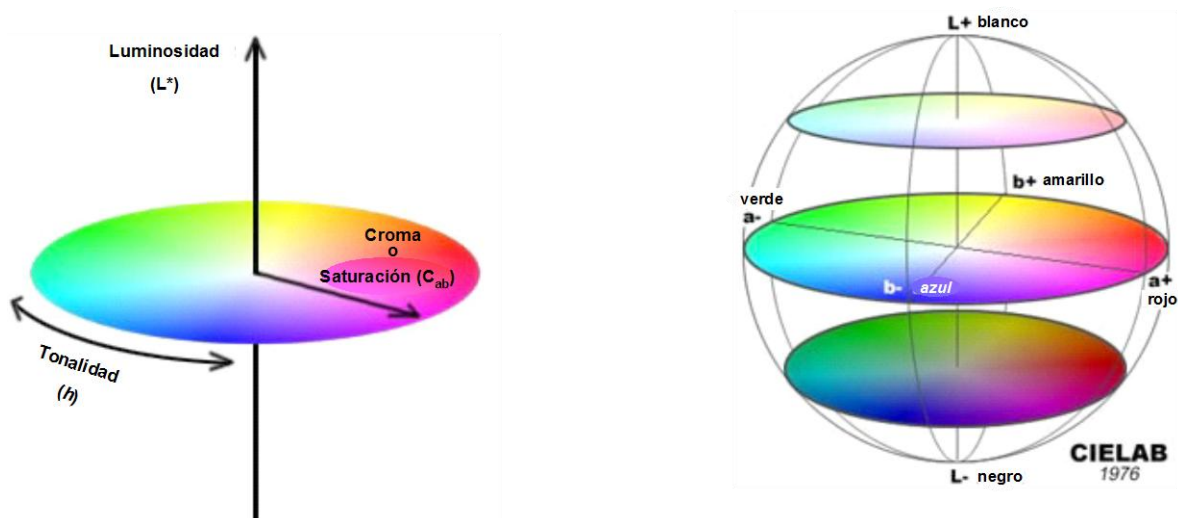 Luminosidad
(L*)
Croma
o
Saturación (Cab)
Tonalidad
(h)
L+ blanco
b+ amarillo
verde
a-
b- azul
a+
rojo
L- negro
CIELAB
1976